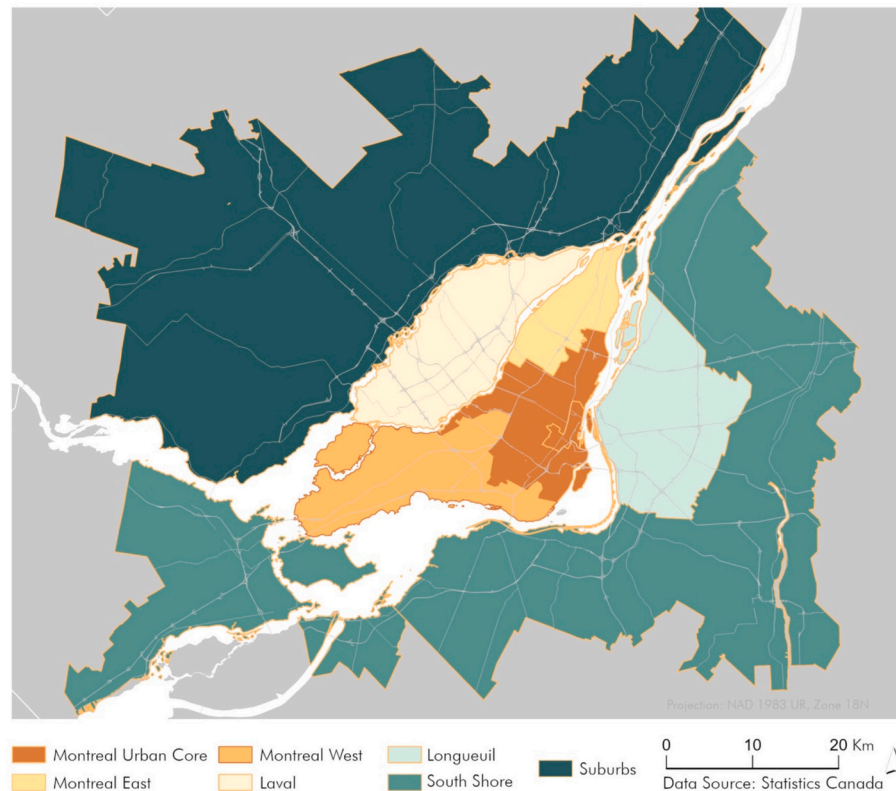 Projection: NAD 1983 UR, Zone 18N
Montreal Urban Core
Montreal West
Longueuil
Suburbs
0 10 20 Km
Montreal East
Laval
South Shore
Data Source: Statistics Canada